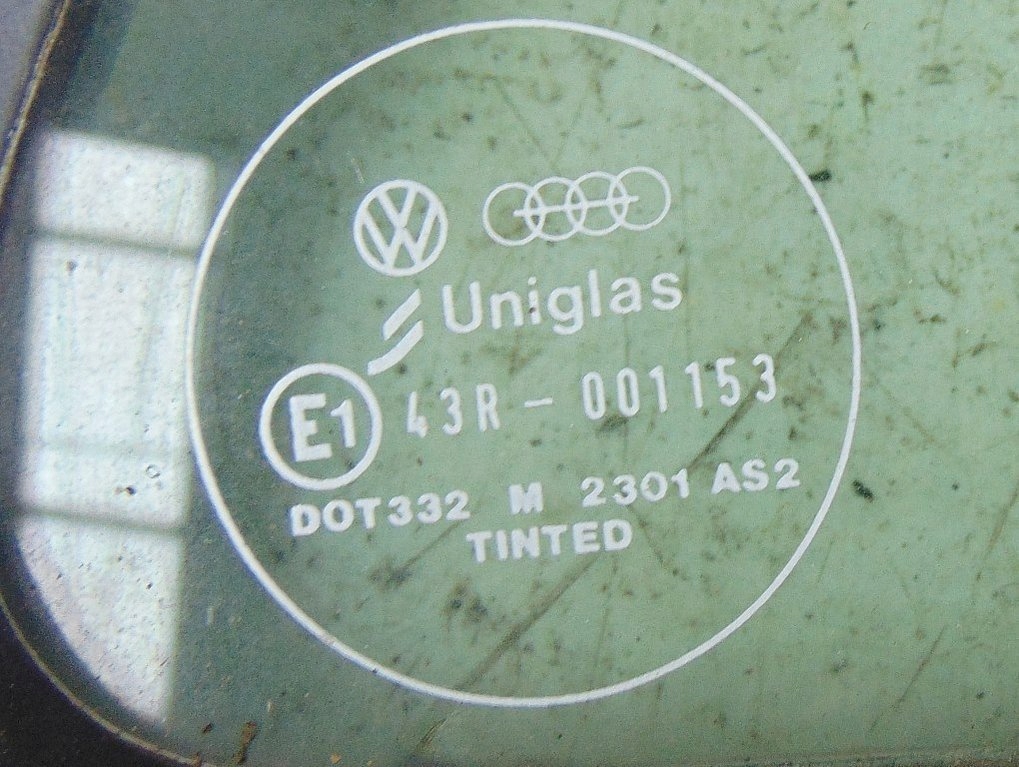 Uniglas
E1 43R - 001153
DOT332 M 2301 AS2
TINTED